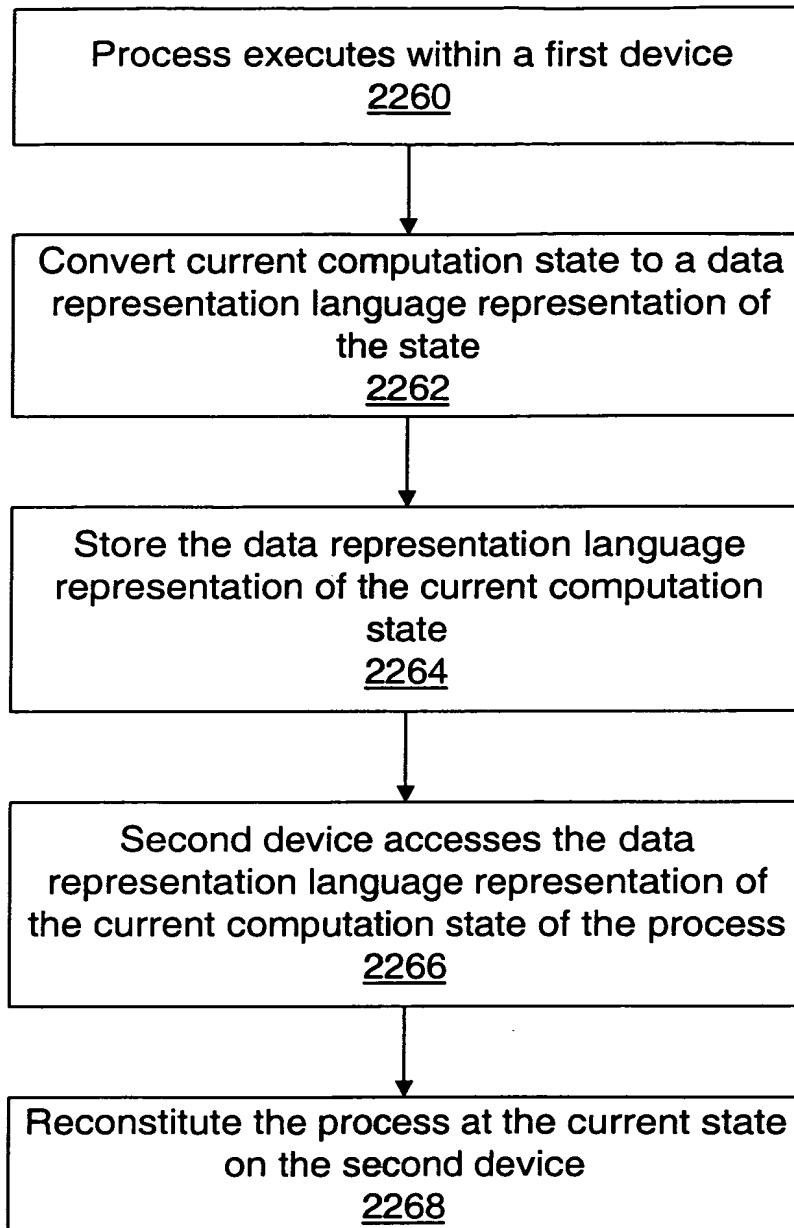 Process executes within a first device
2260
Convert current computation state to a data
representation language representation of
the state
2262
Store the data representation language
representation of the current computation
state
2264
Second device accesses the data
representation language representation of
the current computation state of the process
2266
Reconstitute the process at the current state
on the second device
2268